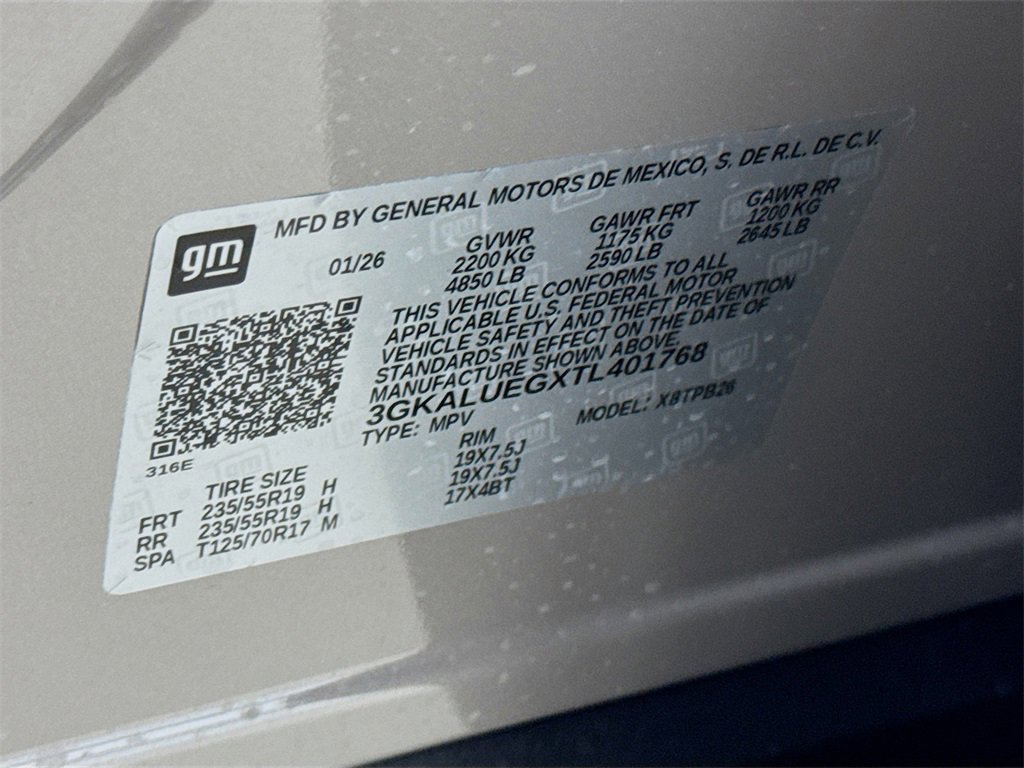 MFD BY GENERAL MOTORS DE MEXICO, S. DE R.L. DE C.V.
gm
01/26
GVWR
2200 KG
4850 LB
GAWR FRT
1175 KG
2590 LB
GAWR RR
1200 KG
2645 LB
THIS VEHICLE CONFORMS TO ALL
APPLICABLE U.S. FEDERAL MOTOR
VEHICLE SAFETY AND THEFT PREVENTION
STANDARDS IN EFFECT ON THE DATE OF
MANUFACTURE SHOWN ABOVE.
3GKALUEGXTL401768
TYPE: MPV
MODEL: X8TPB26
316E
TIRE SIZE RIM
FRT 235/55R19 H 19X7.5J
RR 235/55R19 H 19X7.5J
SPA T125/70R17 M 17X4BT